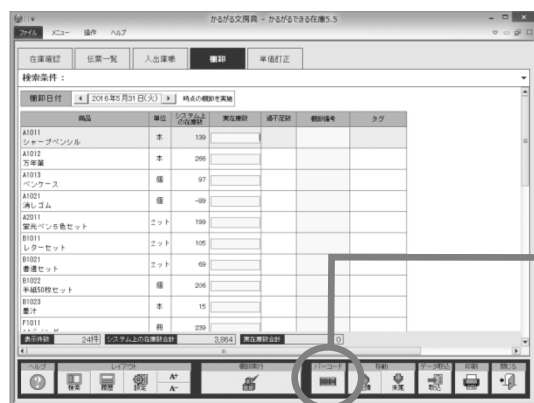 かるがる文房具 - かるがるできる在庫5.5
ファイル メニュー 操作 ヘルプ
在庫確認 伝票一覧 入出庫帳 棚卸 単価訂正
検索条件：
棚卸日付 2016年5月31日(火) 時点の棚卸を実施
商品 単位 システム上の在庫数 実在庫数 過不足数 棚卸備考 タグ
A1011
シャープペンシル 本 139
A1012
万年筆 本 266
A1013
ペンケース 個 97
A1021
消しゴム 個 -89
A2011
蛍光ペン5色セット セット 199
B1011
レターセット セット 105
B1021
書道セット セット 69
B1022
半紙50枚セット 個 206
B1023
墨汁 本 15
F1011
冊 239
表示件数 24件 システム上の在庫数合計 3,864 実在庫数合計 0
ヘルプ レイアウト 棚卸実行 バーコード 移動 データ取込 印刷 閉じる
検索 履歴 設定 A+ A- 末尾 取込